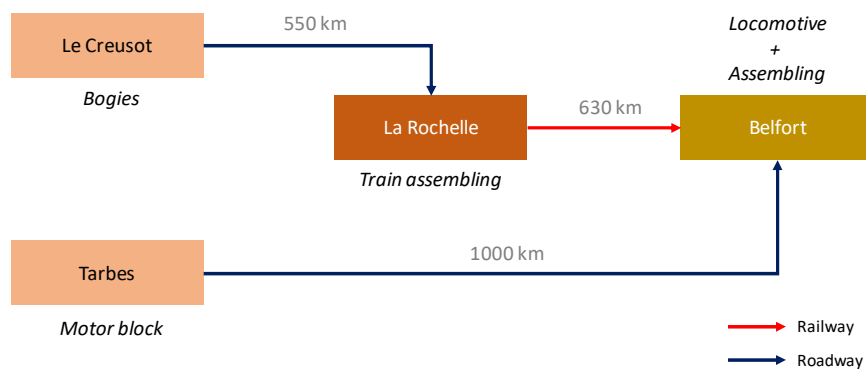 Le Creusot
550 km
Bogies
Locomotive
+
Assembling
La Rochelle
630 km
Belfort
Train assembling
Tarbes
1000 km
Motor block
Railway
Roadway